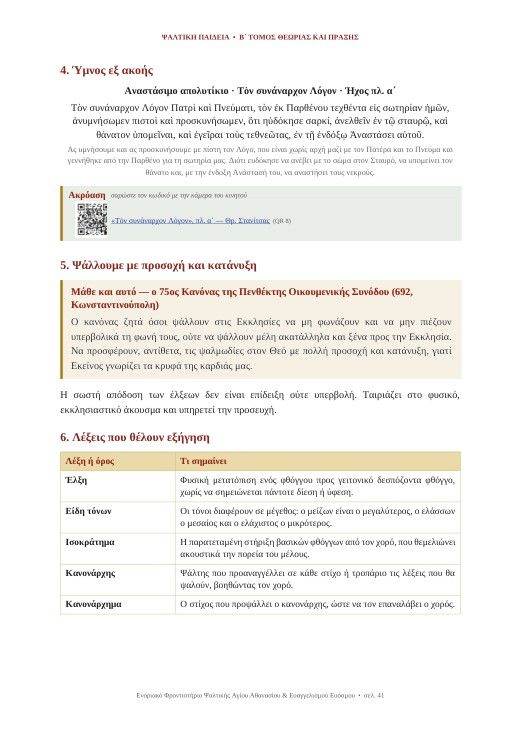 ΨΑΛΤΙΚΗ ΠΑΙΔΕΙΑ • Β΄ ΤΟΜΟΣ ΘΕΩΡΙΑΣ ΚΑΙ ΠΡΑΞΗΣ
4. Ύμνος εξ ακοής
Αναστάσιμο απολυτίκιο · Τὸν συνάναρχον Λόγον · Ήχος πλ. α΄
Τὸν συνάναρχον Λόγον Πατρὶ καὶ Πνεύματι, τὸν ἐκ Παρθένου τεχθέντα εἰς σωτηρίαν ἡμῶν,
ἀνυμνήσωμεν πιστοὶ καὶ προσκυνήσωμεν, ὅτι ηὐδόκησε σαρκί, ἀνελθεῖν ἐν τῷ σταυρῷ, καὶ
θάνατον ὑπομεῖναι, καὶ ἐγεῖραι τοὺς τεθνεῶτας, ἐν τῇ ἐνδόξῳ Ἀναστάσει αὐτοῦ.
Ας υμνήσουμε και ας προσκυνήσουμε με πίστη τον Λόγο, που είναι χωρίς αρχή μαζί με τον Πατέρα και το Πνεύμα και
γεννήθηκε από την Παρθένο για τη σωτηρία μας. Διότι ευδόκησε να ανέβει με το σώμα στον Σταυρό, να υπομείνει τον
θάνατο και, με την ένδοξη Ανάστασή του, να αναστήσει τους νεκρούς.
Ακρόαση σαρώστε τον κωδικό με την κάμερα του κινητού
«Τὸν συνάναρχον Λόγον», πλ. α΄ — Θρ. Στανίτσας (QR-8)
5. Ψάλλουμε με προσοχή και κατάνυξη
Μάθε και αυτό — ο 75ος Κανόνας της Πενθέκτης Οικουμενικής Συνόδου (692,
Κωνσταντινούπολη)
Ο κανόνας ζητά όσοι ψάλλουν στις Εκκλησίες να μη φωνάζουν και να μην πιέζουν
υπερβολικά τη φωνή τους, ούτε να ψάλλουν μέλη ακατάλληλα και ξένα προς την Εκκλησία.
Να προσφέρουν, αντίθετα, τις ψαλμωδίες στον Θεό με πολλή προσοχή και κατάνυξη, γιατί
Εκείνος γνωρίζει τα κρυφά της καρδιάς μας.
Η σωστή απόδοση των έλξεων δεν είναι επίδειξη ούτε υπερβολή. Ταιριάζει στο φυσικό,
εκκλησιαστικό άκουσμα και υπηρετεί την προσευχή.
6. Λέξεις που θέλουν εξήγηση
Λέξη ή όρος Τι σημαίνει
Έλξη Φυσική μετατόπιση ενός φθόγγου προς γειτονικό δεσπόζοντα φθόγγο,
χωρίς να σημειώνεται πάντοτε δίεση ή ύφεση.
Είδη τόνων Οι τόνοι διαφέρουν σε μέγεθος: ο μείζων είναι ο μεγαλύτερος, ο ελάσσων
ο μεσαίος και ο ελάχιστος ο μικρότερος.
Ισοκράτημα Η παρατεταμένη στήριξη βασικών φθόγγων από τον χορό, που θεμελιώνει
ακουστικά την πορεία του μέλους.
Κανονάρχης Ψάλτης που προαναγγέλλει σε κάθε στίχο ή τροπάριο τις λέξεις που θα
ψαλούν, βοηθώντας τον χορό.
Κανονάρχημα Ο στίχος που προψάλλει ο κανονάρχης, ώστε να τον επαναλάβει ο χορός.
Ενοριακό Φροντιστήριο Ψαλτικής Αγίου Αθανασίου & Ευαγγελισμού Ευόσμου • σελ. 41